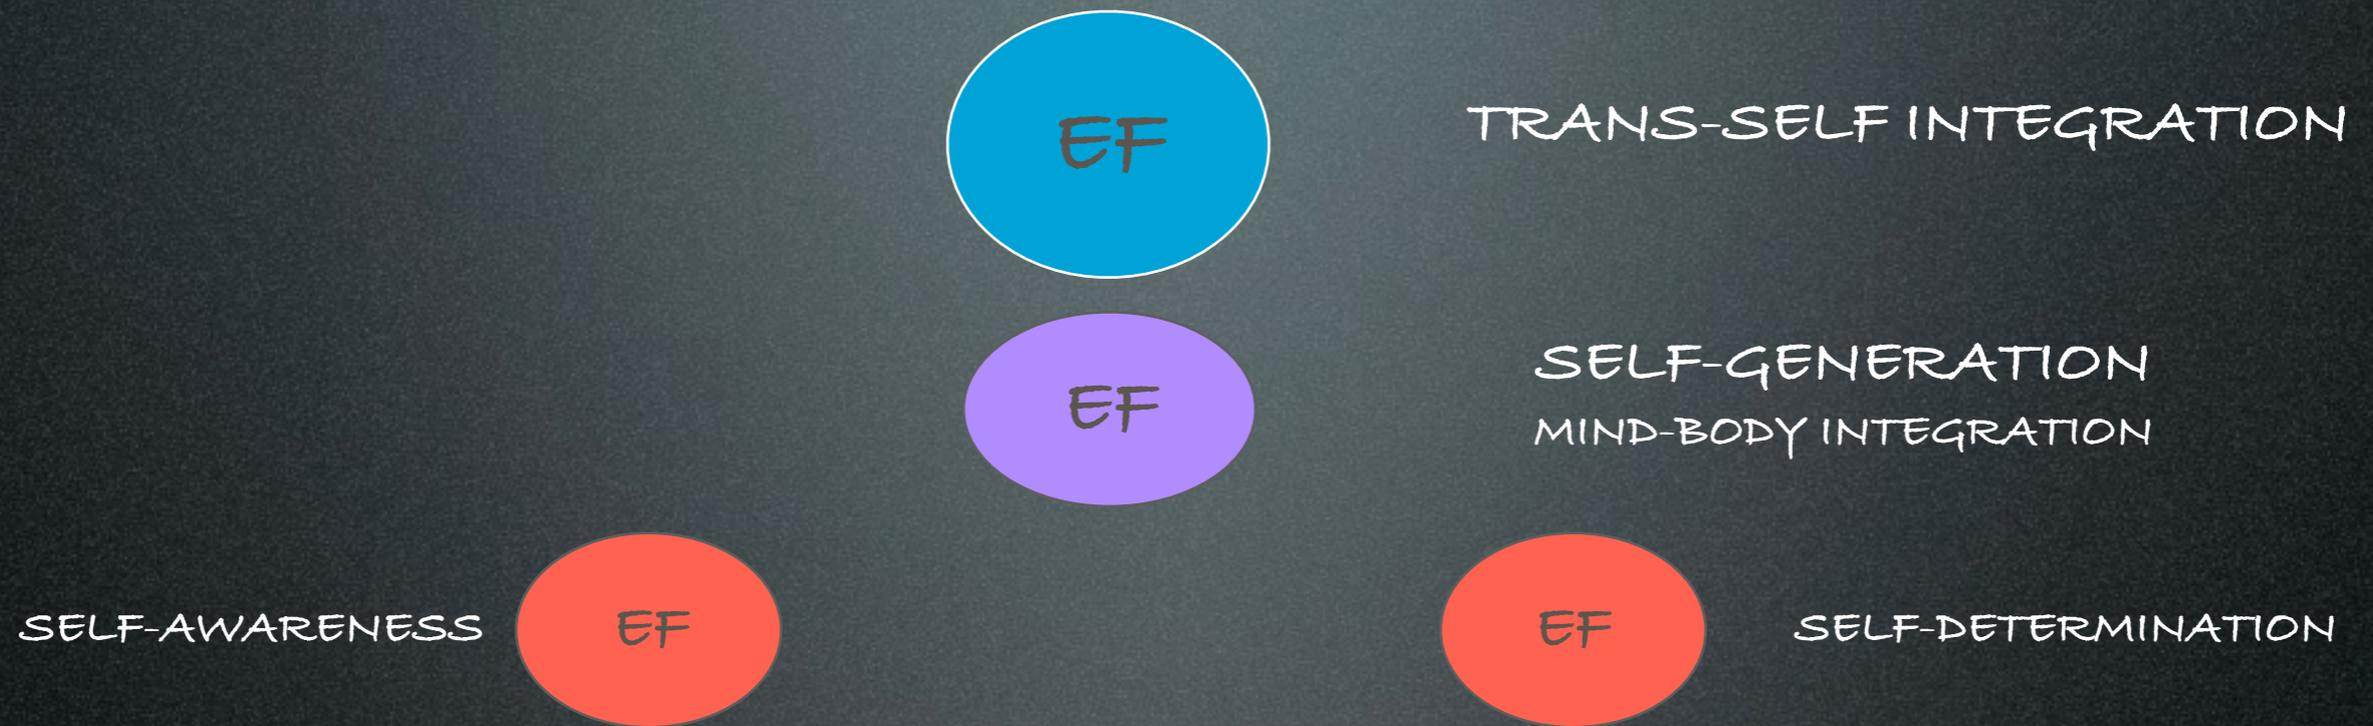 EF
TRANS-SELF INTEGRATION
EF
SELF-GENERATION
MIND-BODY INTEGRATION
SELF-AWARENESS
EF
EF
SELF-DETERMINATION